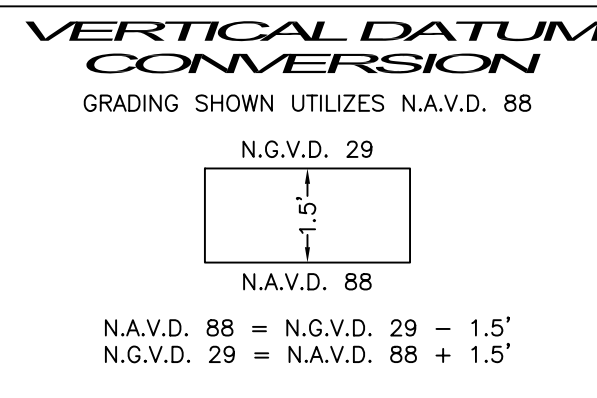 VERTICAL DATUM
CONVERSION
GRADING SHOWN UTILIZES N.A.V.D. 88
N.G.V.D. 29
1.5'
N.A.V.D. 88
N.A.V.D. 88 = N.G.V.D. 29 - 1.5'
N.G.V.D. 29 = N.A.V.D. 88 + 1.5'